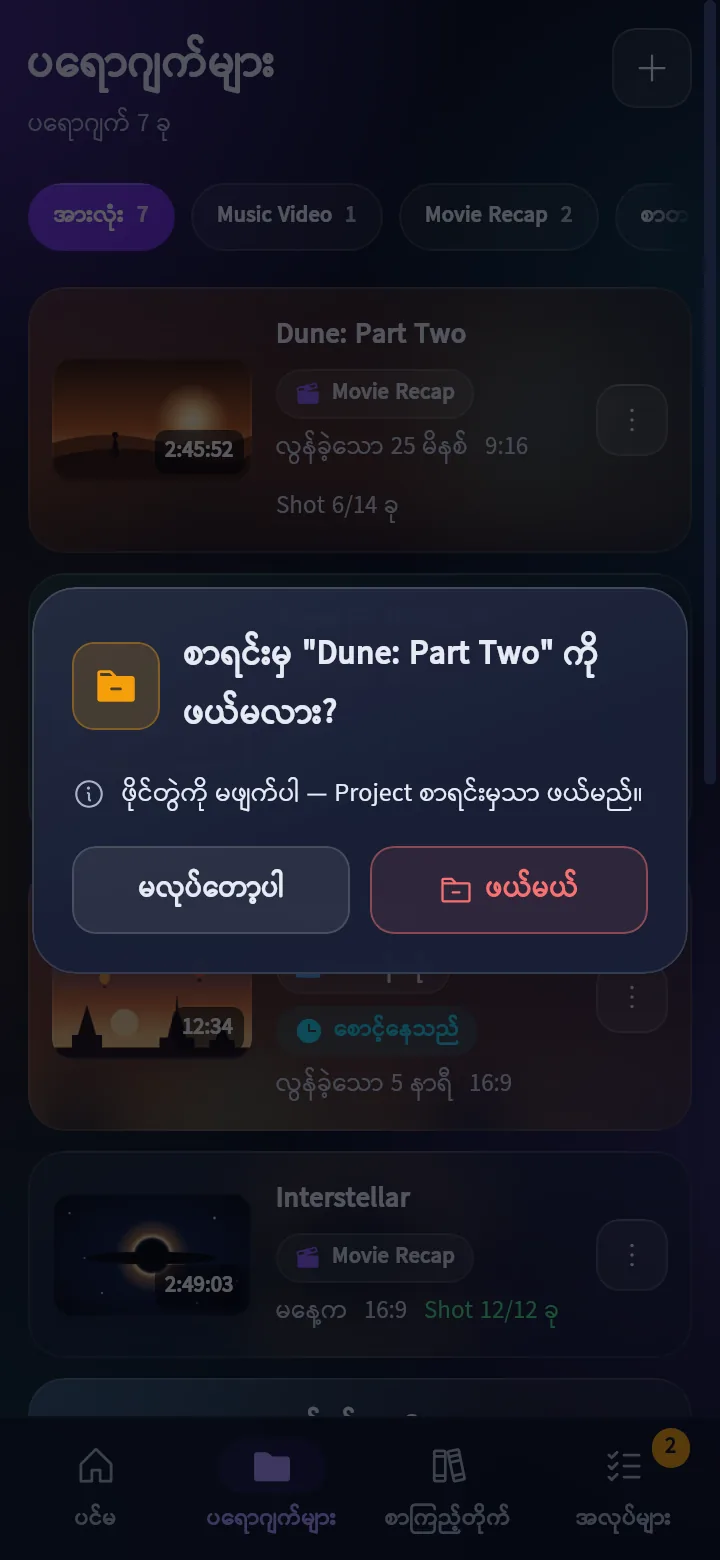 ပရောဂျက်များ
ပရောဂျက် 7 ခု
အားလုံး 7
Music Video 1
Movie Recap 2
Dune: Part Two
Movie Recap
2:45:52
လွန်ခဲ့သော 25 မိနစ် 9:16
Shot 6/14 ခု
စာရင်းမှ "Dune: Part Two" ကို
ဖယ်မလား?
ဖိုင်တွဲကို မဖျက်ပါ — Project စာရင်းမှသာ ဖယ်မည်။
မလုပ်တော့ပါ
ဖယ်မယ်
12:34
စောင့်နေသည်
လွန်ခဲ့သော 5 နာရီ 16:9
Interstellar
Movie Recap
2:49:03
မနေ့က 16:9 Shot 12/12 ခု
2
ပင်မ
ပရောဂျက်များ
စာကြည့်တိုက်
အလုပ်များ